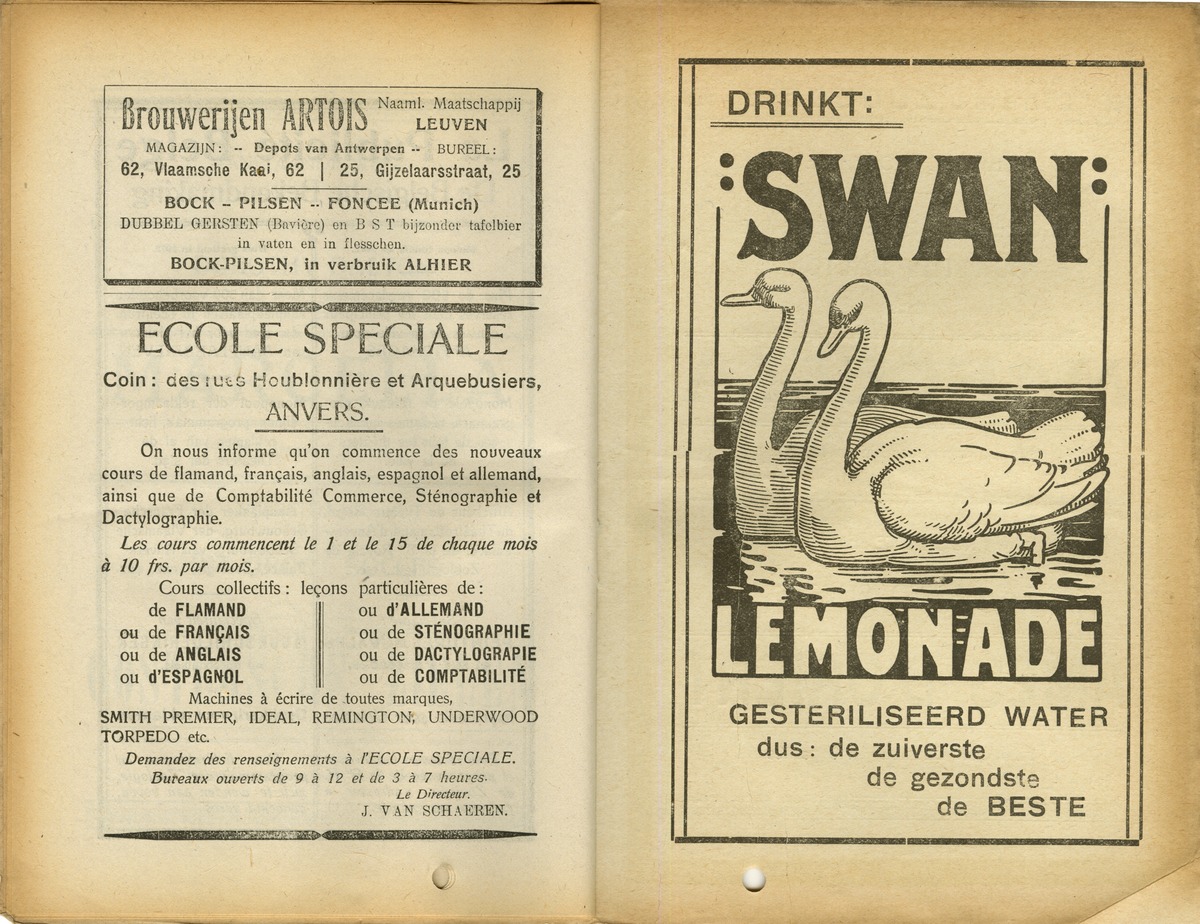 Brouwerijen ARTOIS Naaml. Maatschappij
LEUVEN
MAGAZIJN: -- Depots van Antwerpen -- BUREEL:
62, Vlaamsche Kaai, 62 | 25, Gijzelaarsstraat, 25
BOCK – PILSEN -- FONCEE (Munich)
DUBBEL GERSTEN (Bavière) en B S T bijzonder tafelbier
in vaten en in flesschen.
BOCK-PILSEN, in verbruik ALHIER
ECOLE SPECIALE
Coin : des rues Houblonnière et Arquebusiers,
ANVERS.
On nous informe qu'on commence des nouveaux
cours de flamand, français, anglais, espagnol et allemand,
ainsi que de Comptabilité Commerce, Sténographie et
Dactylographie.
Les cours commencent le 1 et le 15 de chaque mois
à 10 frs. par mois.
Cours collectifs : leçons particulières de :
de FLAMAND ou d'ALLEMAND
ou de FRANÇAIS ou de STÉNOGRAPHIE
ou de ANGLAIS ou de DACTYLOGRAPIE
ou d'ESPAGNOL ou de COMPTABILITÉ
Machines à écrire de toutes marques,
SMITH PREMIER, IDEAL, REMINGTON, UNDERWOOD
TORPEDO etc.
Demandez des renseignements à l'ECOLE SPECIALE.
Bureaux ouverts de 9 à 12 et de 3 à 7 heures.
Le Directeur.
J. VAN SCHAEREN.
DRINKT:
:SWAN:
LEMONADE
GESTERILISEERD WATER
dus : de zuiverste
de gezondste
de BESTE